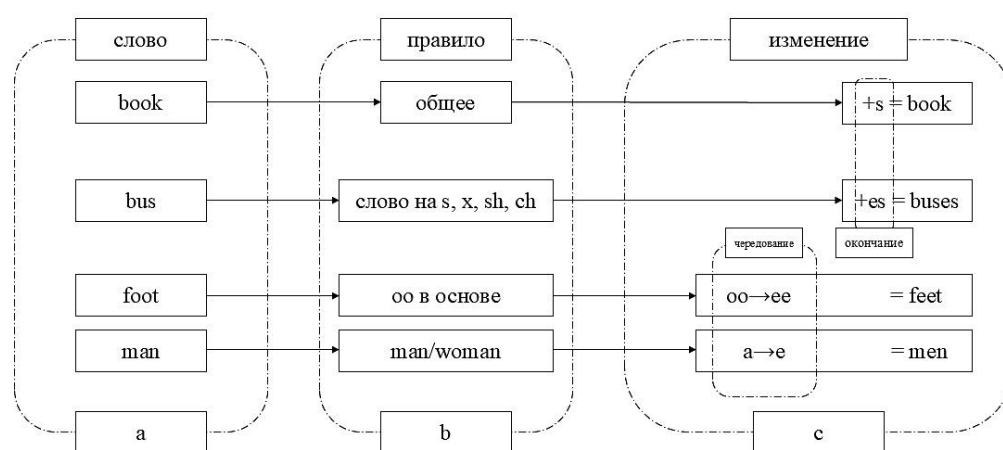 слово правило изменение
book общее +s = book
bus слово на s, x, sh, ch +es = buses
чередование окончание
foot oo в основе oo→ee = feet
man man/woman a→e = men
a b c